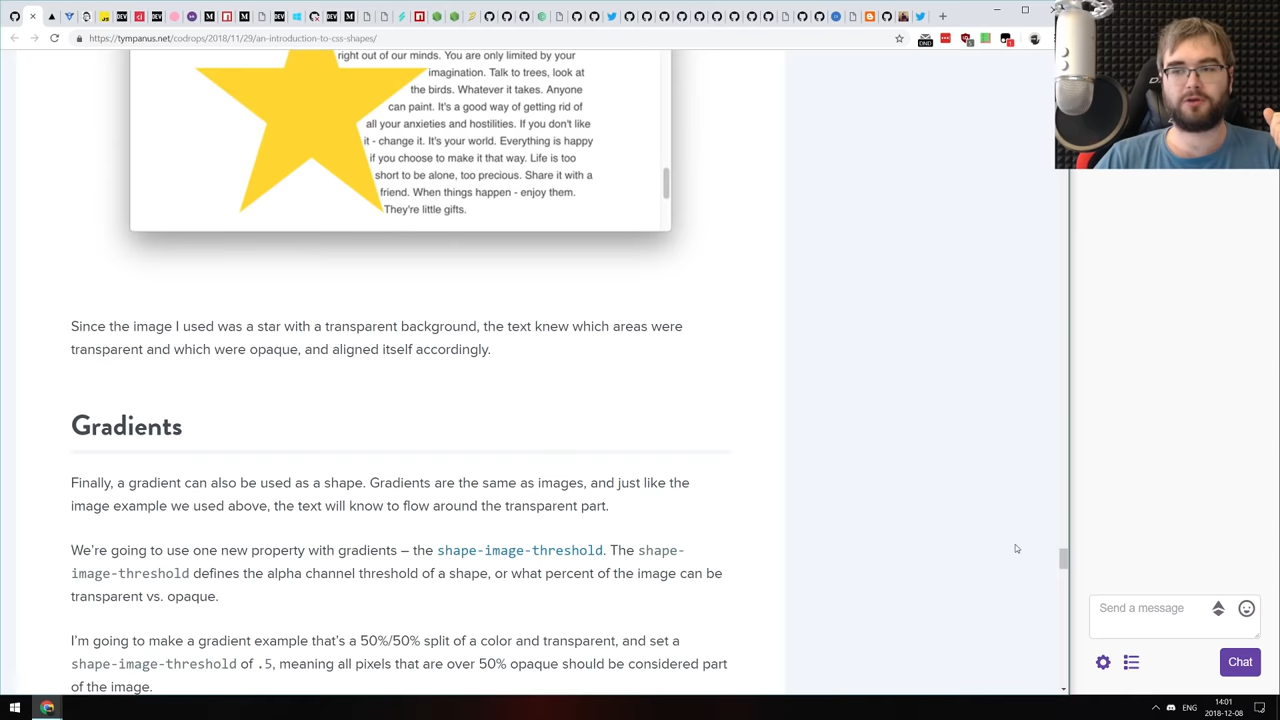 https://tympanus.net/codrops/2018/11/29/an-introduction-to-css-shapes/
right out of our minds. You are only limited by your
imagination. Talk to trees, look at
the birds. Whatever it takes. Anyone
can paint. It's a good way of getting rid of
all your anxieties and hostilities. If you don't like
it - change it. It's your world. Everything is happy
if you choose to make it that way. Life is too
short to be alone, too precious. Share it with a
friend. When things happen - enjoy them.
They're little gifts.
Since the image I used was a star with a transparent background, the text knew which areas were
transparent and which were opaque, and aligned itself accordingly.
Gradients
Finally, a gradient can also be used as a shape. Gradients are the same as images, and just like the
image example we used above, the text will know to flow around the transparent part.
We're going to use one new property with gradients – the shape-image-threshold. The shape-
image-threshold defines the alpha channel threshold of a shape, or what percent of the image can be
transparent vs. opaque.
I'm going to make a gradient example that's a 50%/50% split of a color and transparent, and set a
shape-image-threshold of .5, meaning all pixels that are over 50% opaque should be considered part
of the image.
Send a message
Chat
ENG
14:01
2018-12-08